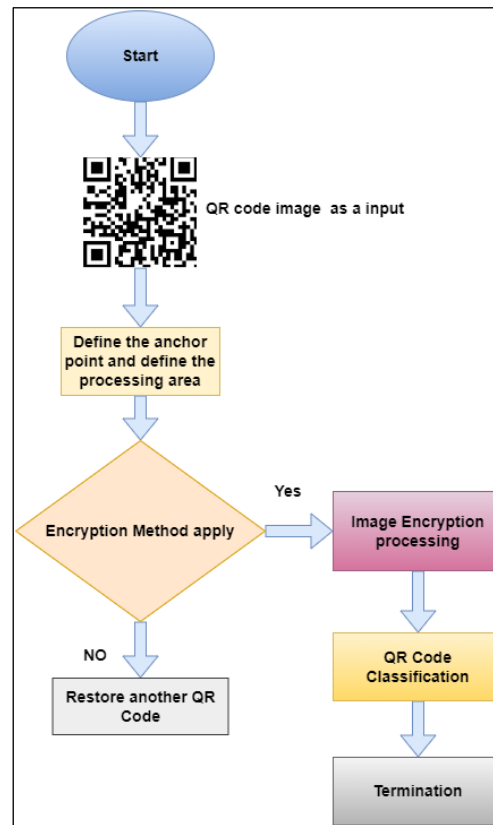 Start
QR code image as a input
Define the anchor
point and define the
processing area
Encryption Method apply
Yes
Image Encryption
processing
NO
Restore another QR
Code
QR Code
Classification
Termination